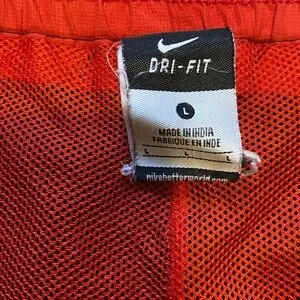 DRI-FIT
L
MADE IN INDIA
FABRIQUÉ EN INDE
L L L
nikebetterworld.com